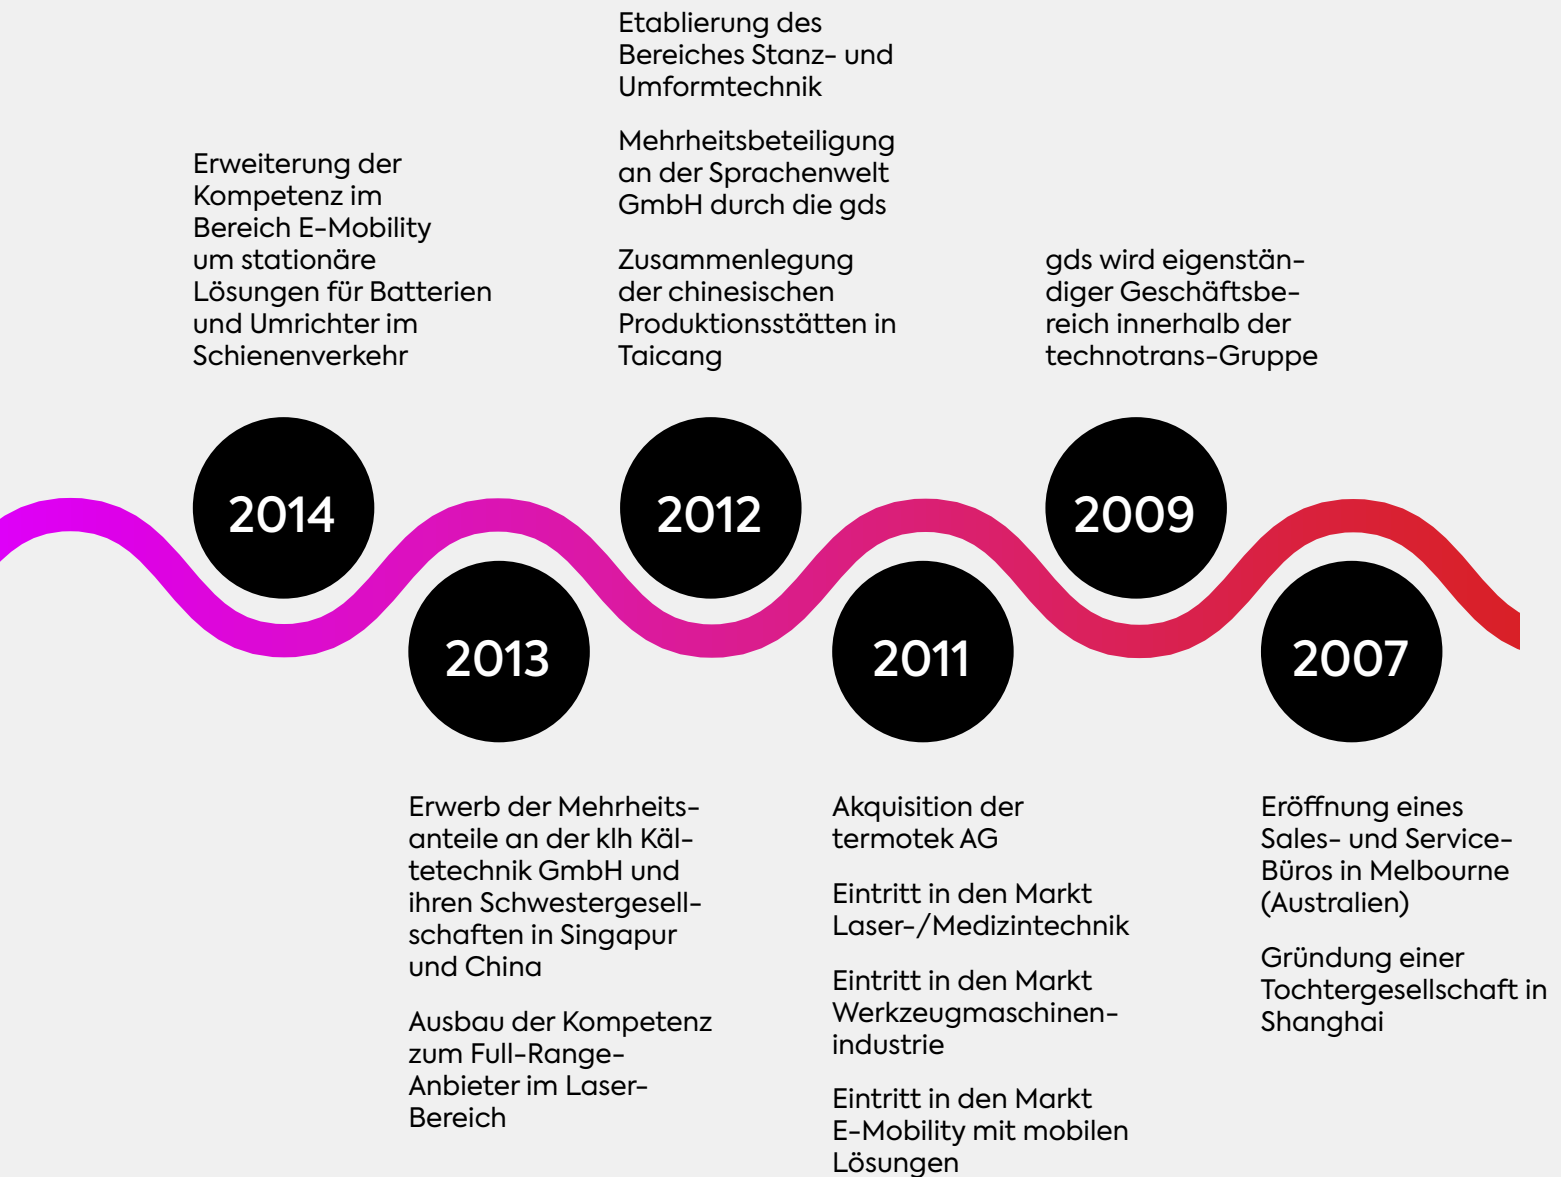 Erweiterung der
Kompetenz im
Bereich E-Mobility
um stationäre
Lösungen für Batterien
und Umrichter im
Schienenverkehr
2014
Erwerb der Mehrheits-
anteile an der klh Käl-
tetechnik GmbH und
ihren Schwestergesell-
schaften in Singapur
und China
Ausbau der Kompetenz
zum Full-Range-
Anbieter im Laser-
Bereich
2013
Etablierung des
Bereiches Stanz- und
Umformtechnik
Mehrheitsbeteiligung
an der Sprachenwelt
GmbH durch die gds
Zusammenlegung
der chinesischen
Produktionsstätten in
Taicang
2012
2011
Akquisition der
termotek AG
Eintritt in den Markt
Laser-/Medizintechnik
Eintritt in den Markt
Werkzeugmaschinen-
industrie
Eintritt in den Markt
E-Mobility mit mobilen
Lösungen
gds wird eigenstän-
diger Geschäftsbe-
reich innerhalb der
technotrans-Gruppe
2009
2007
Eröffnung eines
Sales- und Service-
Büros in Melbourne
(Australien)
Gründung einer
Tochtergesellschaft in
Shanghai